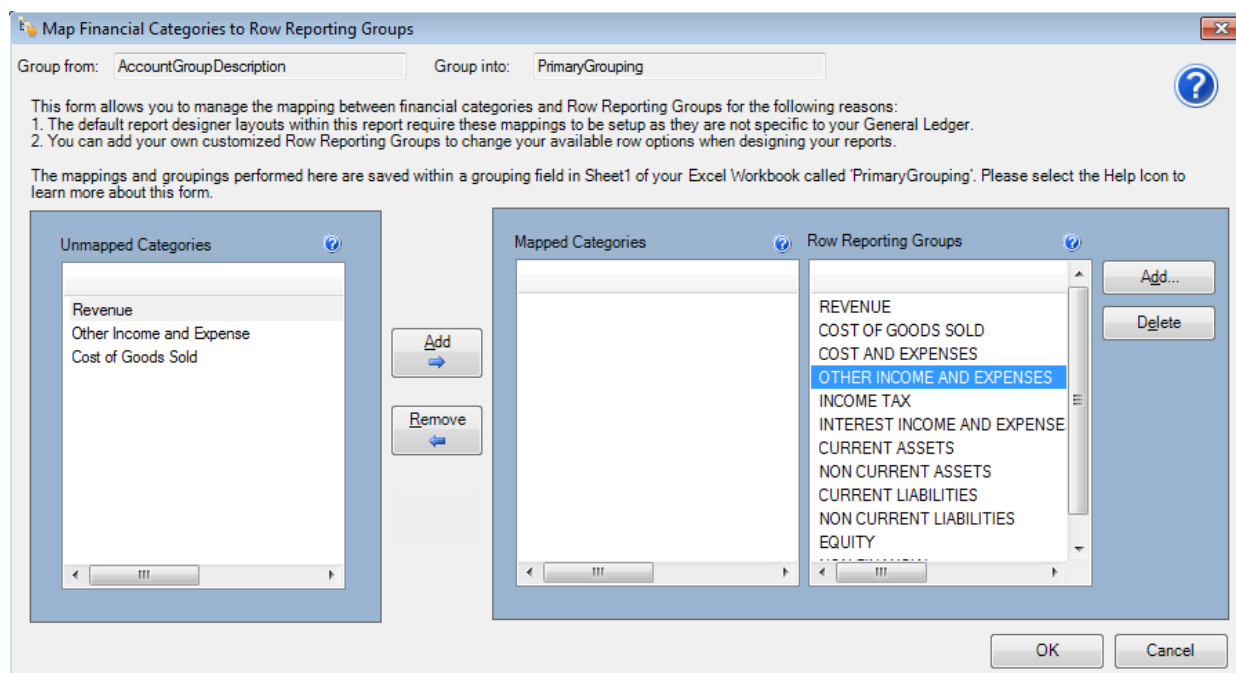 Map Financial Categories to Row Reporting Groups
Group from: AccountGroupDescription Group into: PrimaryGrouping
This form allows you to manage the mapping between financial categories and Row Reporting Groups for the following reasons:
1. The default report designer layouts within this report require these mappings to be setup as they are not specific to your General Ledger.
2. You can add your own customized Row Reporting Groups to change your available row options when designing your reports.
The mappings and groupings performed here are saved within a grouping field in Sheet1 of your Excel Workbook called 'PrimaryGrouping'. Please select the Help Icon to
learn more about this form.
Unmapped Categories
Revenue
Other Income and Expense
Cost of Goods Sold
Add
Remove
Mapped Categories
Row Reporting Groups
REVENUE
COST OF GOODS SOLD
COST AND EXPENSES
OTHER INCOME AND EXPENSES
INCOME TAX
INTEREST INCOME AND EXPENSE
CURRENT ASSETS
NON CURRENT ASSETS
CURRENT LIABILITIES
NON CURRENT LIABILITIES
EQUITY
Add...
Delete
OK
Cancel